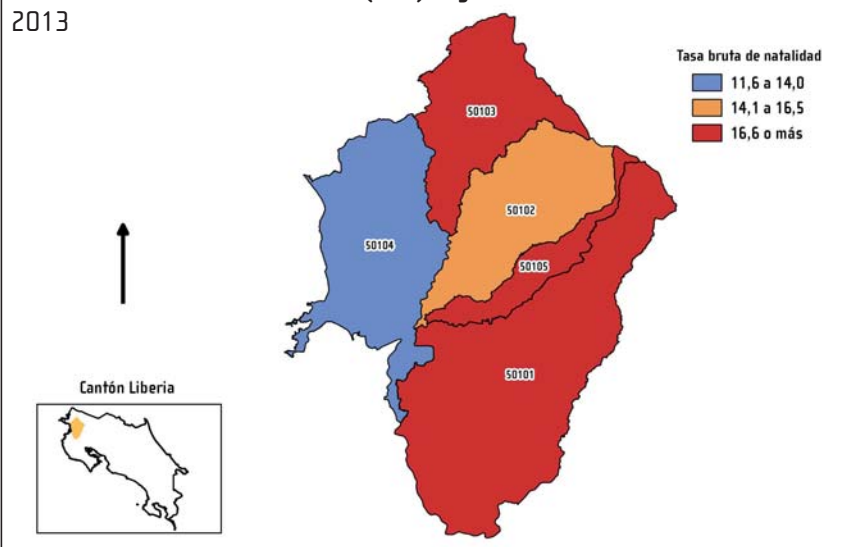 2013
Tasa bruta de natalidad
11,6 a 14,0
14,1 a 16,5
16,6 o más
50103
50102
50104
50105
50101
Cantón Liberia